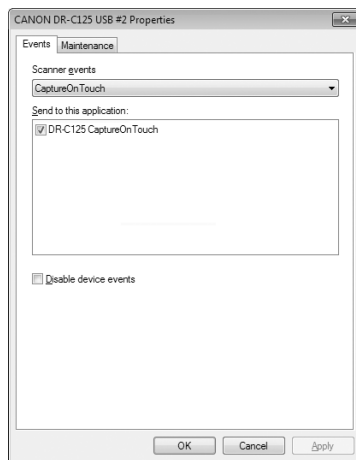 CANON DR-C125 USB #2 Properties
Events Maintenance
Scanner events
CaptureOnTouch
Send to this application:
DR-C125 CaptureOnTouch
Disable device events
OK Cancel Apply